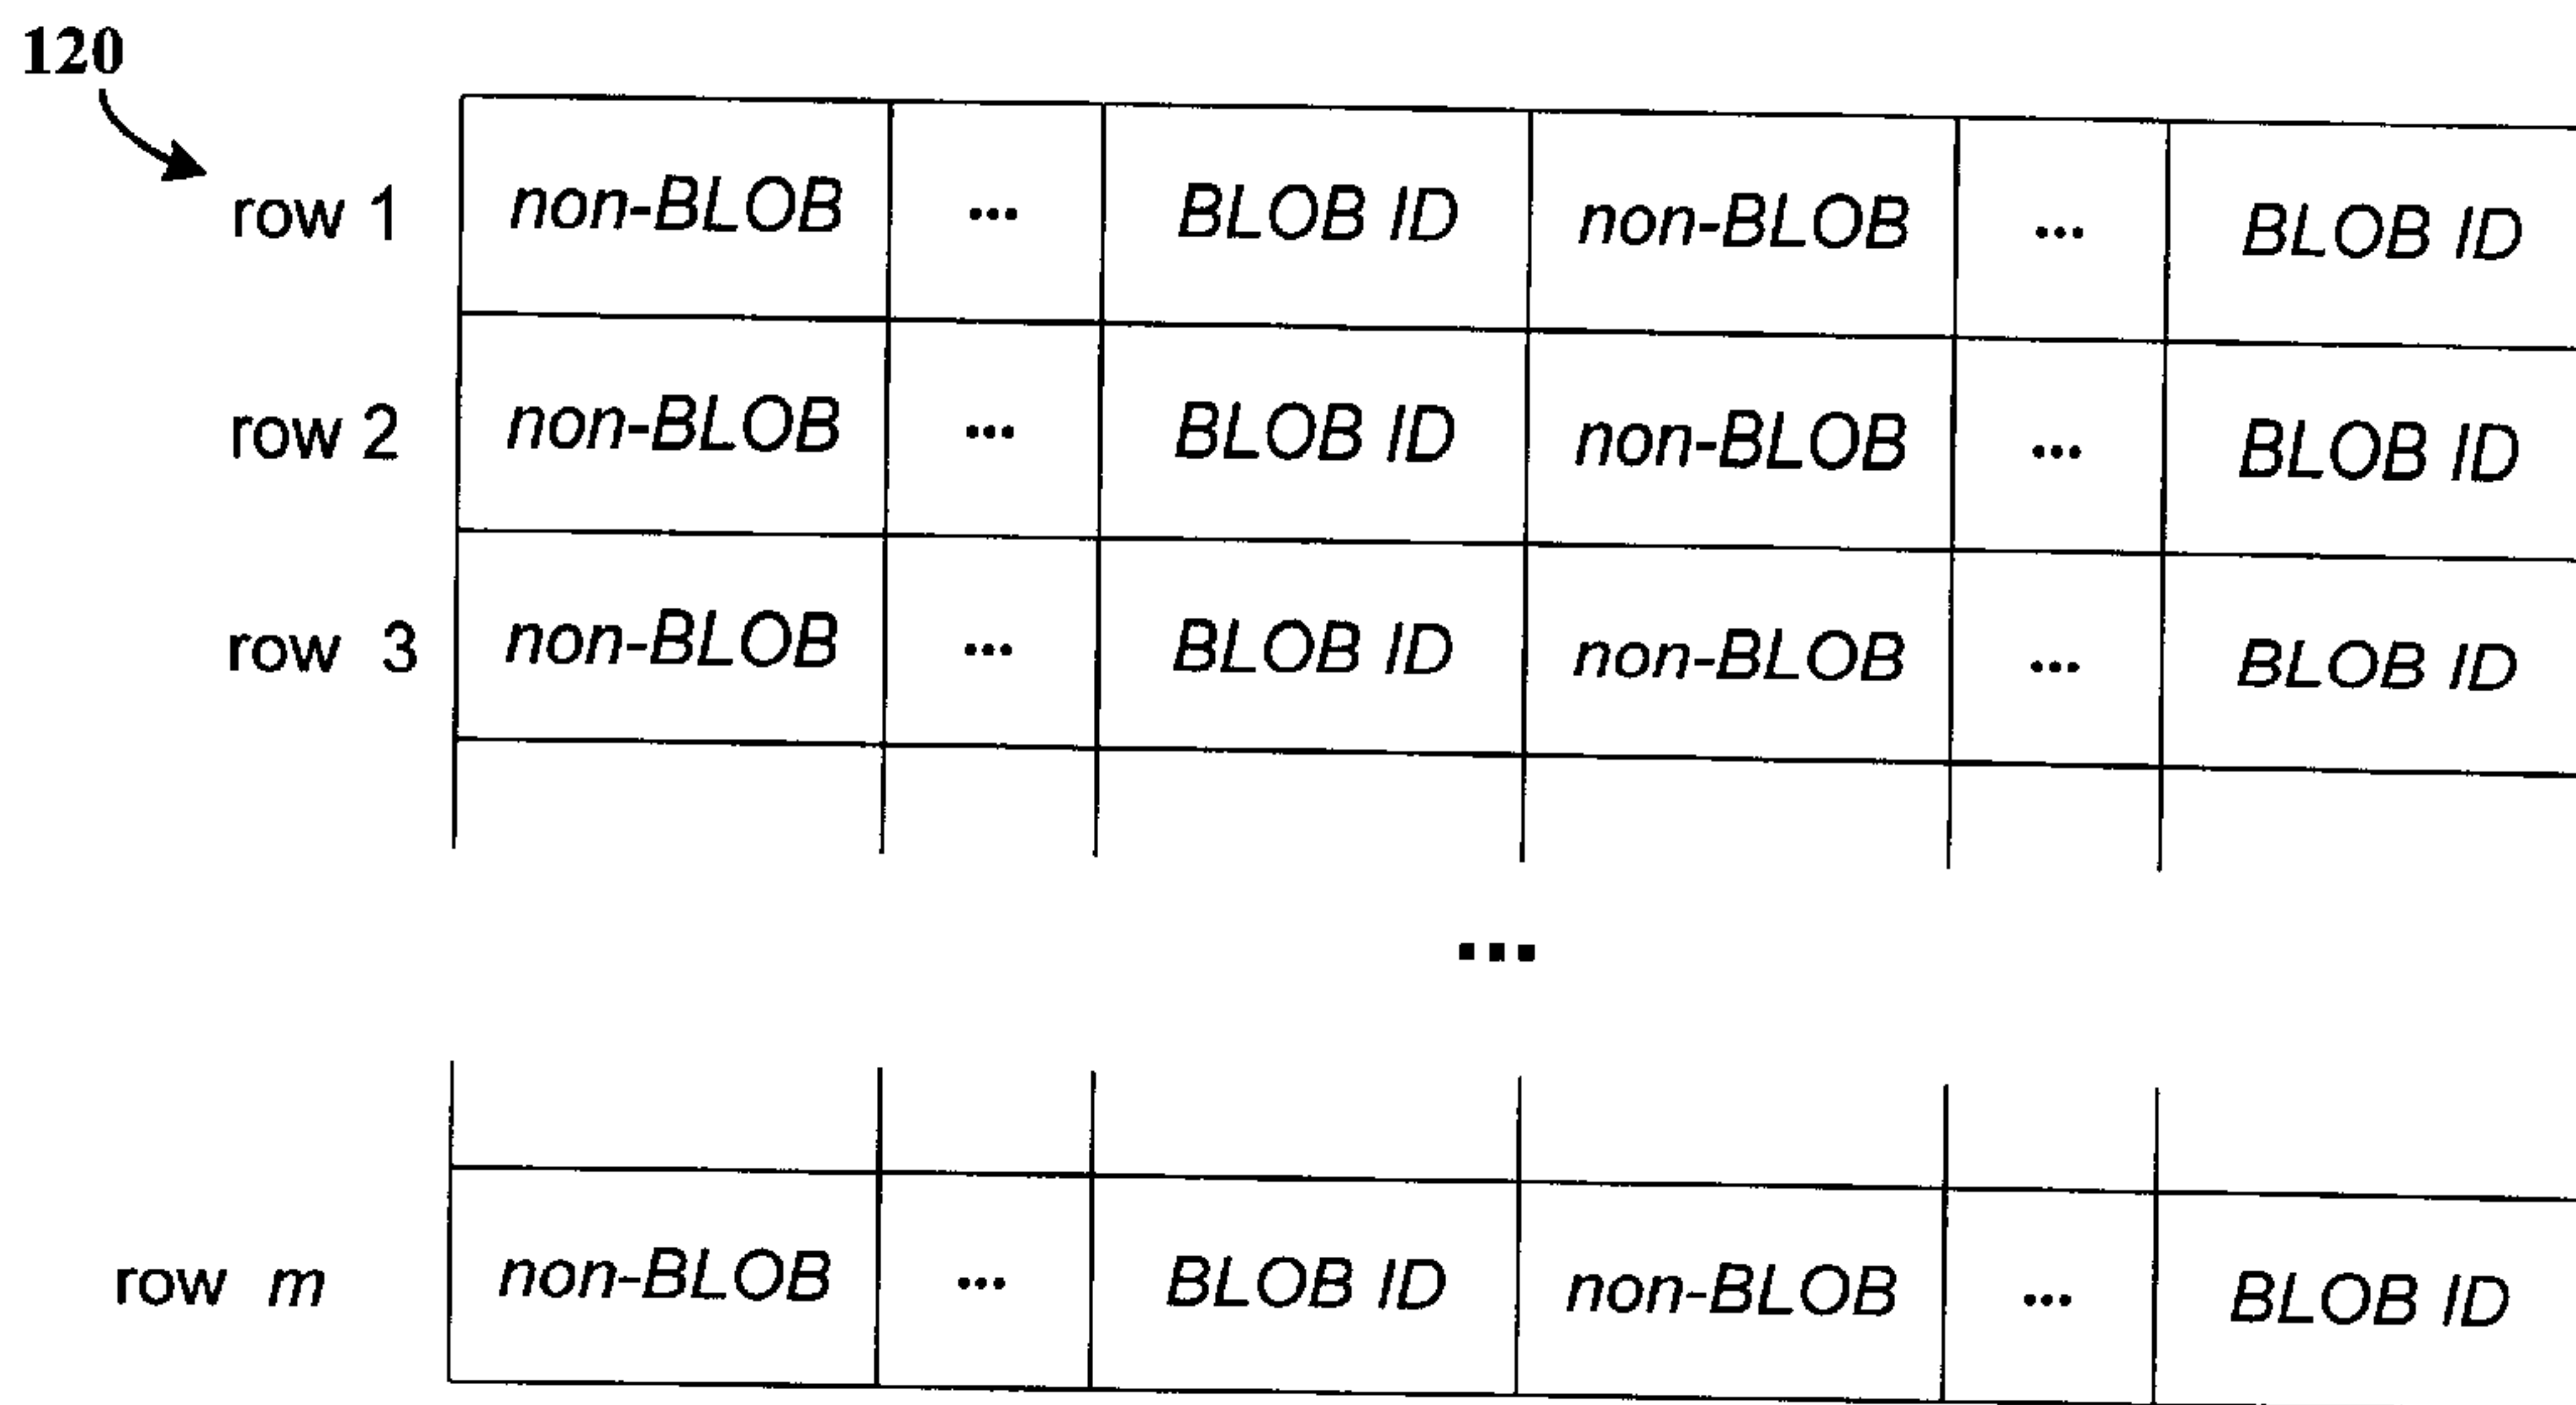 120
row 1 non-BLOB ... BLOB ID non-BLOB ... BLOB ID
row 2 non-BLOB ... BLOB ID non-BLOB ... BLOB ID
row 3 non-BLOB ... BLOB ID non-BLOB ... BLOB ID
...
row m non-BLOB ... BLOB ID non-BLOB ... BLOB ID